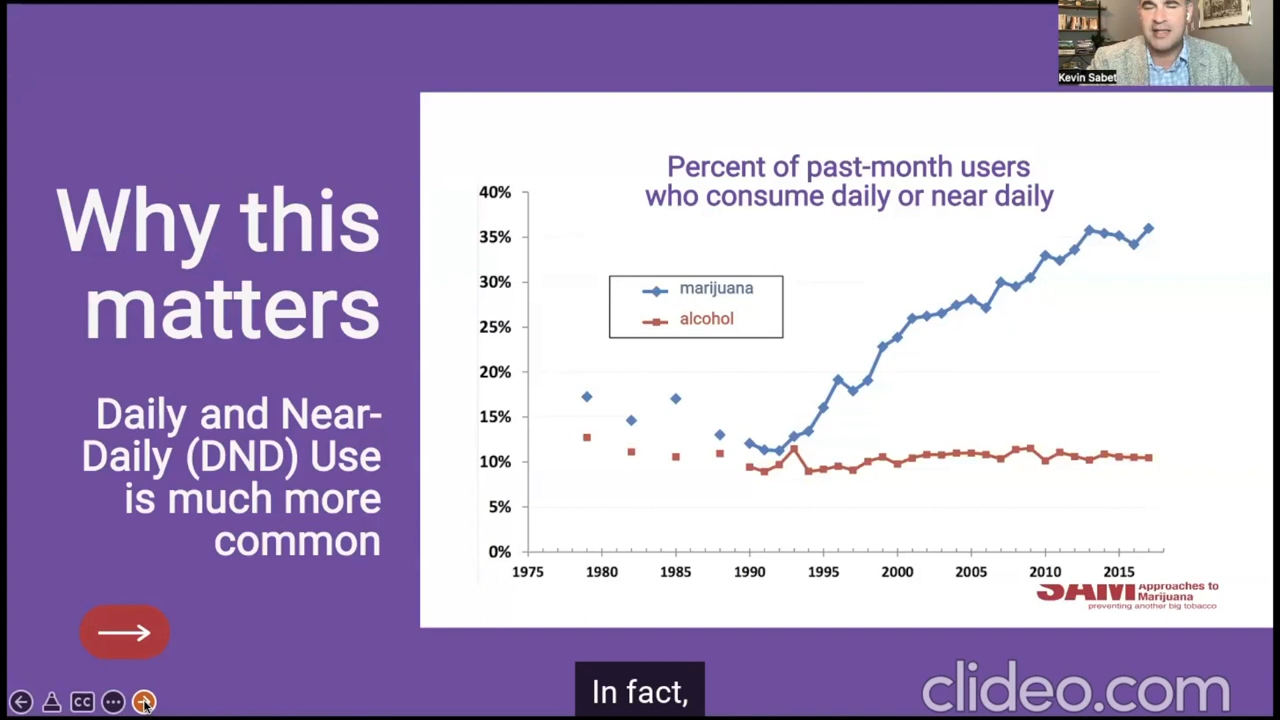 Kevin Sabet
Why this
matters
Daily and Near-
Daily (DND) Use
is much more
common
Percent of past-month users
who consume daily or near daily
40%
35%
30%
25%
20%
15%
10%
5%
0%
marijuana
alcohol
1975 1980 1985 1990 1995 2000 2005 2010 2015
SAM Approaches to
Marijuana
preventing another big tobacco
CC
In fact,
clideo.com